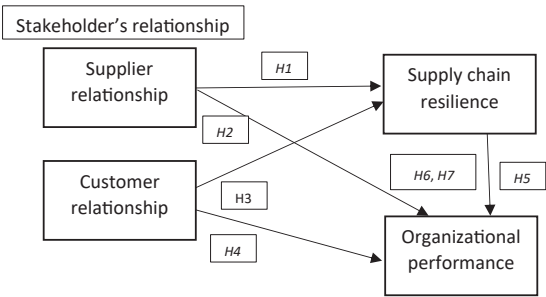 Stakeholder's relationship
Supplier
relationship
H1
Supply chain
resilience
H2
Customer
relationship
H3
H6, H7
H5
H4
Organizational
performance